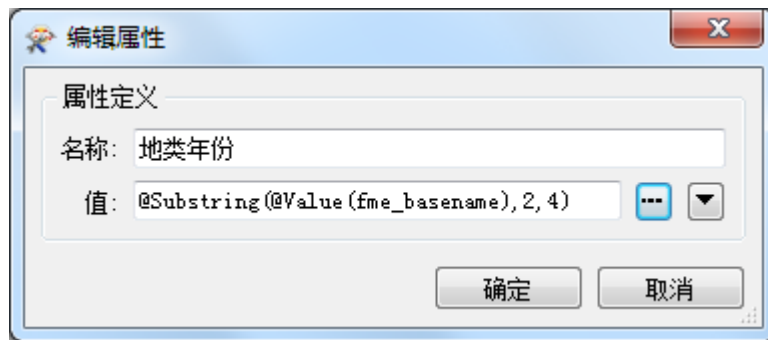 编辑属性
属性定义
名称: 地类年份
值: @Substring(@Value(fme_basename),2,4)
确定 取消